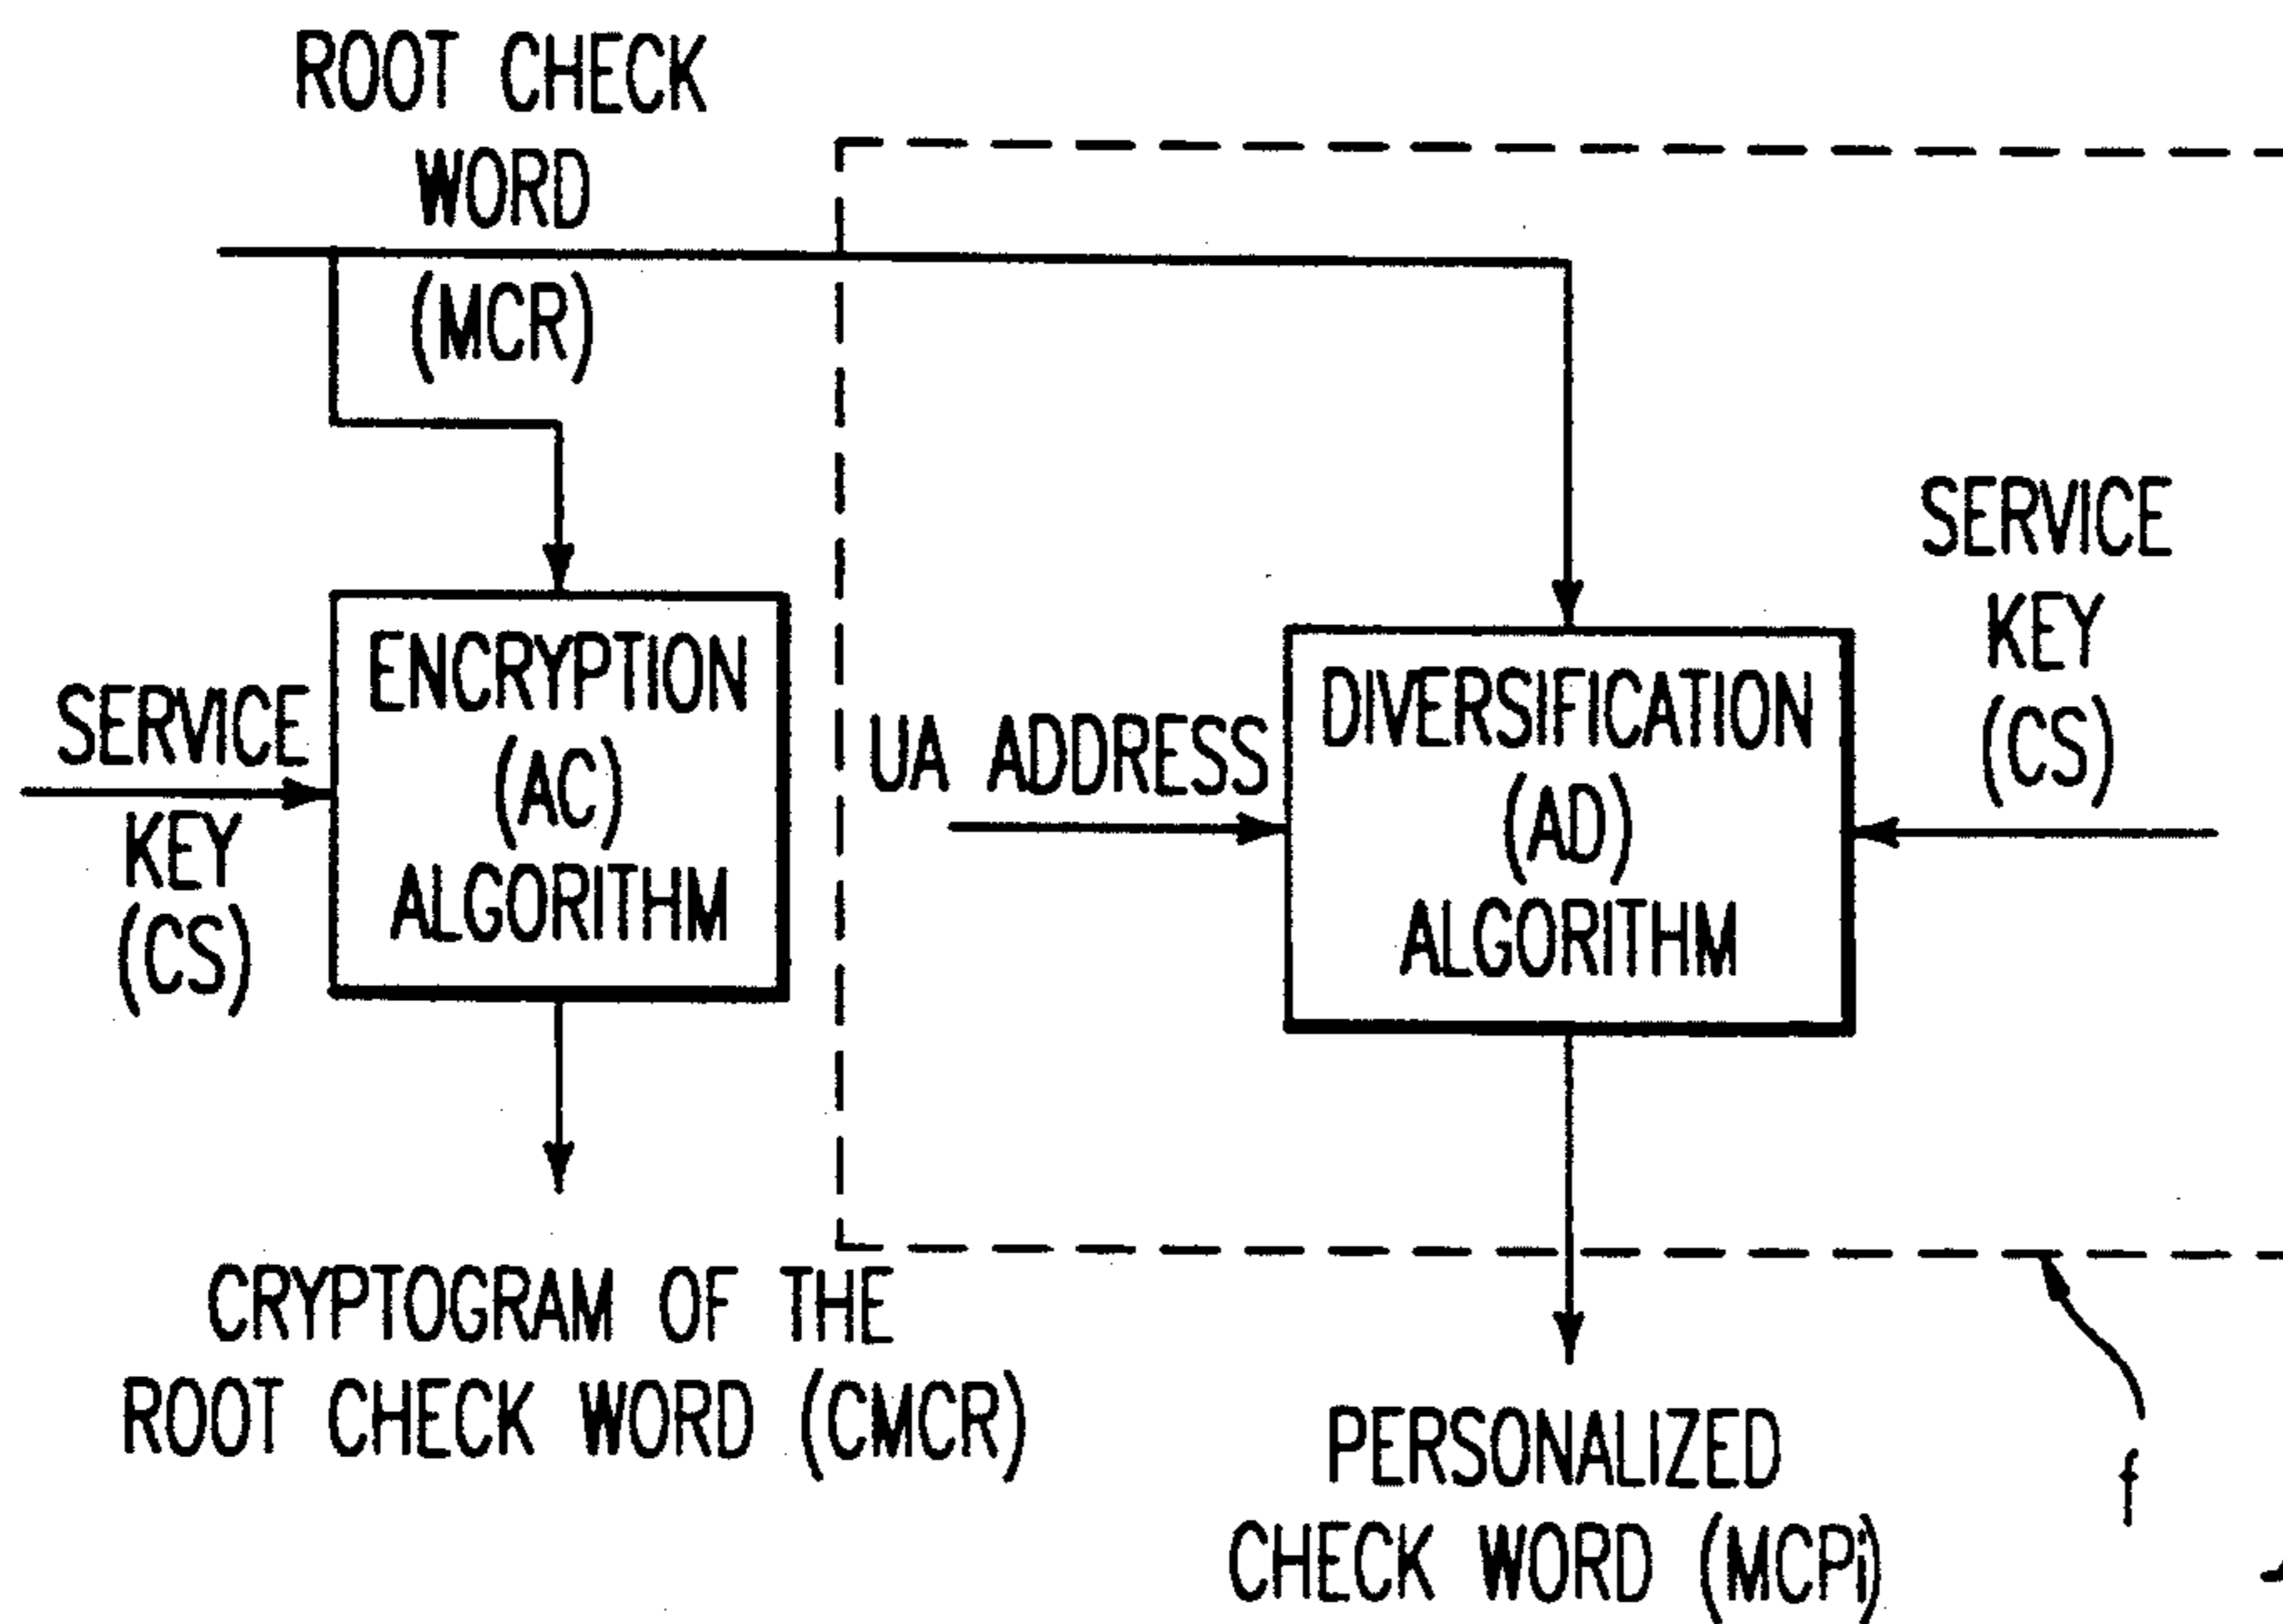 ROOT CHECK
WORD
(MCR)
ENCRYPTION
(AC)
ALGORITHM
SERVICE
KEY
(CS)
CRYPTOGRAM OF THE
ROOT CHECK WORD (CMCR)
UA ADDRESS
DIVERSIFICATION
(AD)
ALGORITHM
SERVICE
KEY
(CS)
PERSONALIZED
CHECK WORD (MCPi)
f